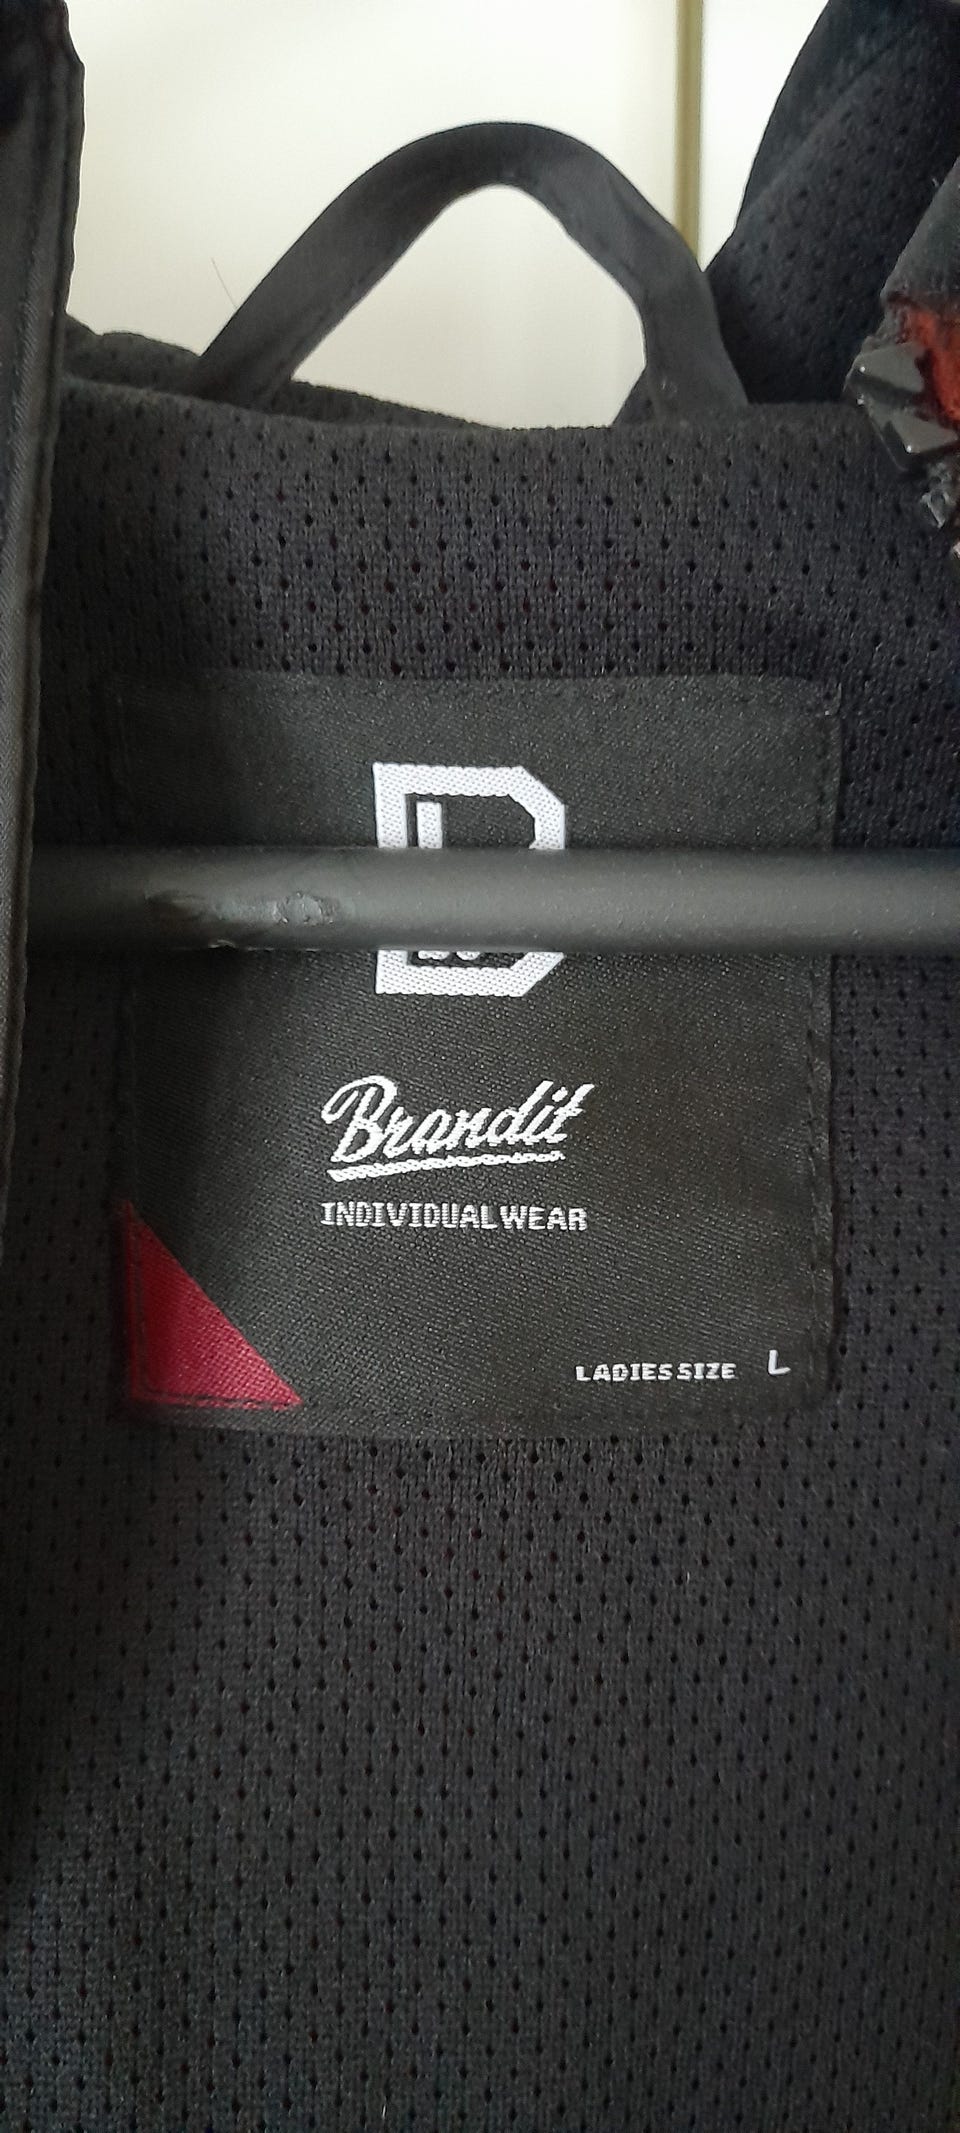 B
Brandit
INDIVIDUAL WEAR
LADIES SIZE L